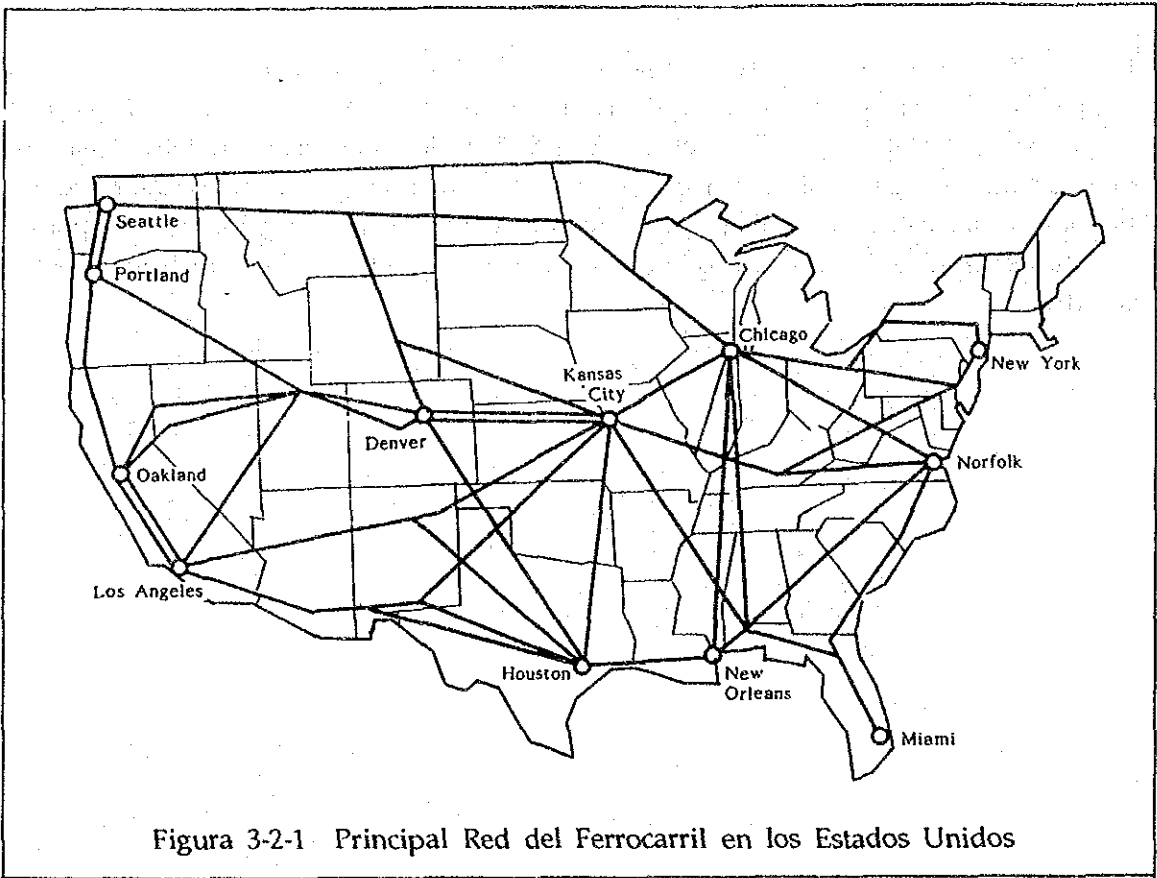 Seattle
Portland
Chicago
New York
Kansas
City
Denver
Oakland
Norfolk
Los Angeles
Houston
New
Orleans
Miami
Figura 3-2-1 Principal Red del Ferrocarril en los Estados Unidos